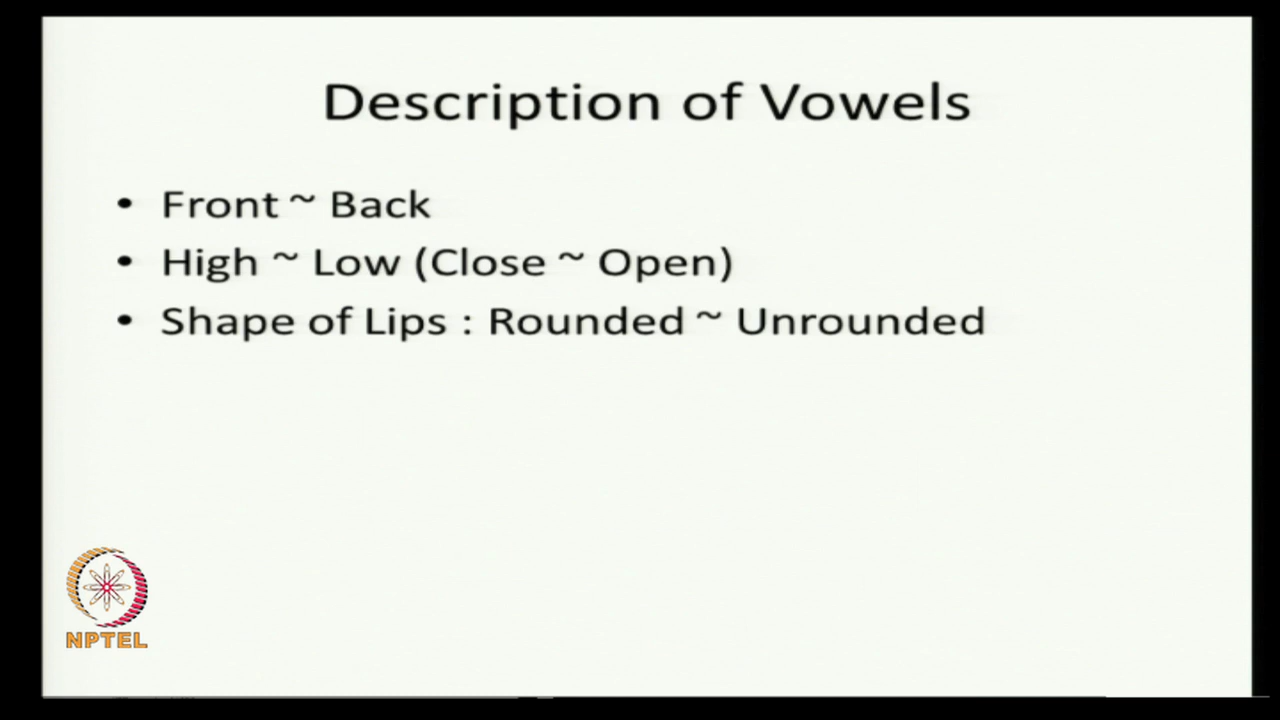 Description of Vowels
• Front ~ Back
• High ~ Low (Close ~ Open)
• Shape of Lips : Rounded ~ Unrounded
NPTEL